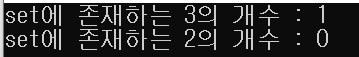 set에 존재하는 3의 개수 : 1
set에 존재하는 2의 개수 : 0